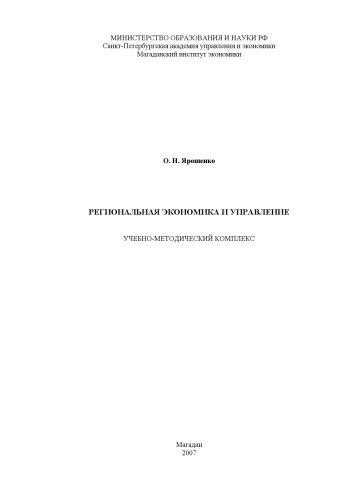 МИНИСТЕРСТВО ОБРАЗОВАНИЯ И НАУКИ РФ
Санкт-Петербургская академия управления и экономики
Магаданский институт экономики
О. Н. Ярошенко
РЕГИОНАЛЬНАЯ ЭКОНОМИКА И УПРАВЛЕНИЕ
УЧЕБНО-МЕТОДИЧЕСКИЙ КОМПЛЕКС
Магадан
2007